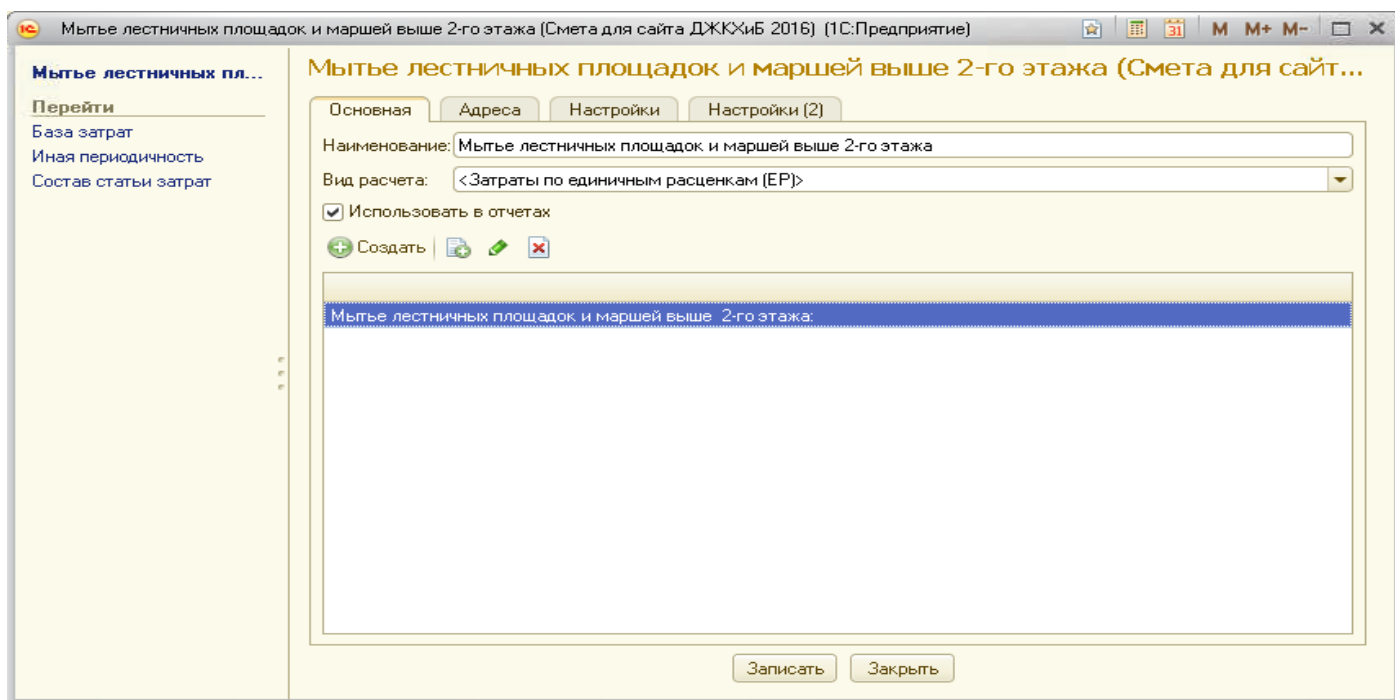 Мытье лестничных площадок и маршей выше 2-го этажа (Смета для сайта ДЖКХиБ 2016) (1С:Предприятие)
31 M M+ M-
Мытье лестничных пл...
Перейти
База затрат
Иная периодичность
Состав статьи затрат
Мытье лестничных площадок и маршей выше 2-го этажа (Смета для сайт...
Основная Адреса Настройки Настройки (2)
Наименование: Мытье лестничных площадок и маршей выше 2-го этажа
Вид расчета: <Затраты по единичным расценкам (ЕР)>
Использовать в отчетах
Создать
Мытье лестничных площадок и маршей выше 2-го этажа:
Записать Закрыть